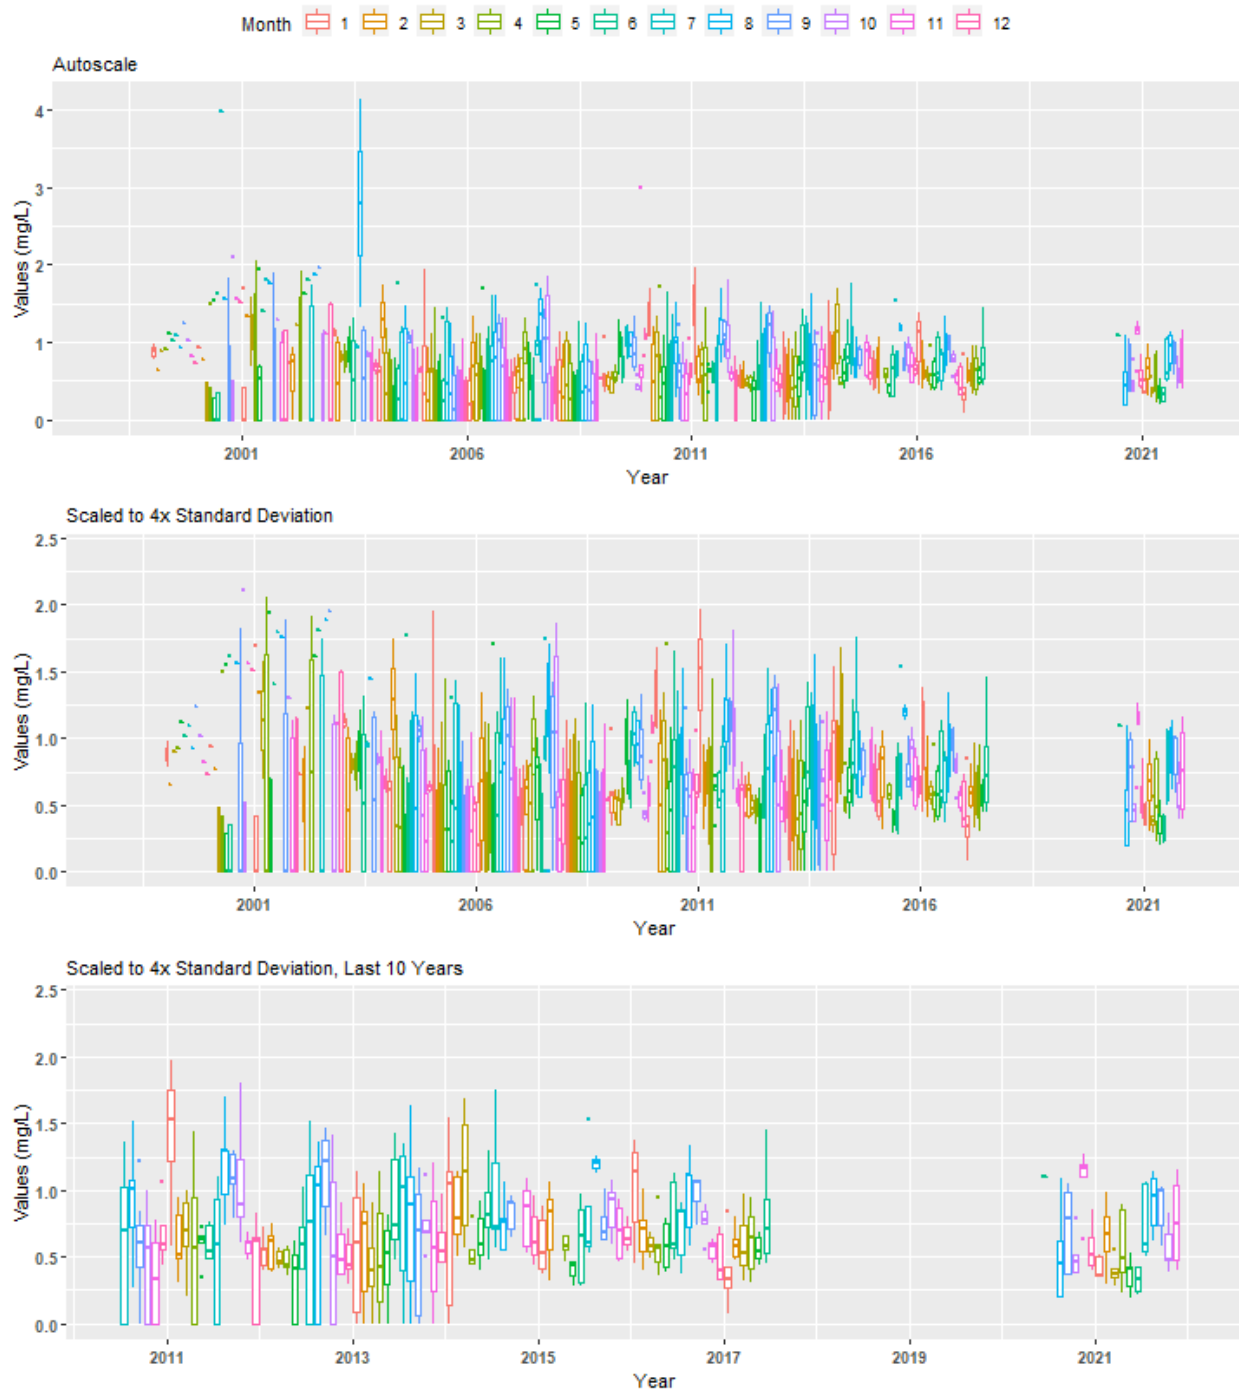 Month 1 2 3 4 5 6 7 8 9 10 11 12
Autoscale
4
3
2
1
0
Values (mg/L)
2001 2006 2011 2016 2021
Year
Scaled to 4x Standard Deviation
2.5
2.0
1.5
1.0
0.5
0.0
Values (mg/L)
2001 2006 2011 2016 2021
Year
Scaled to 4x Standard Deviation, Last 10 Years
2.5
2.0
1.5
1.0
0.5
0.0
Values (mg/L)
2011 2013 2015 2017 2019 2021
Year